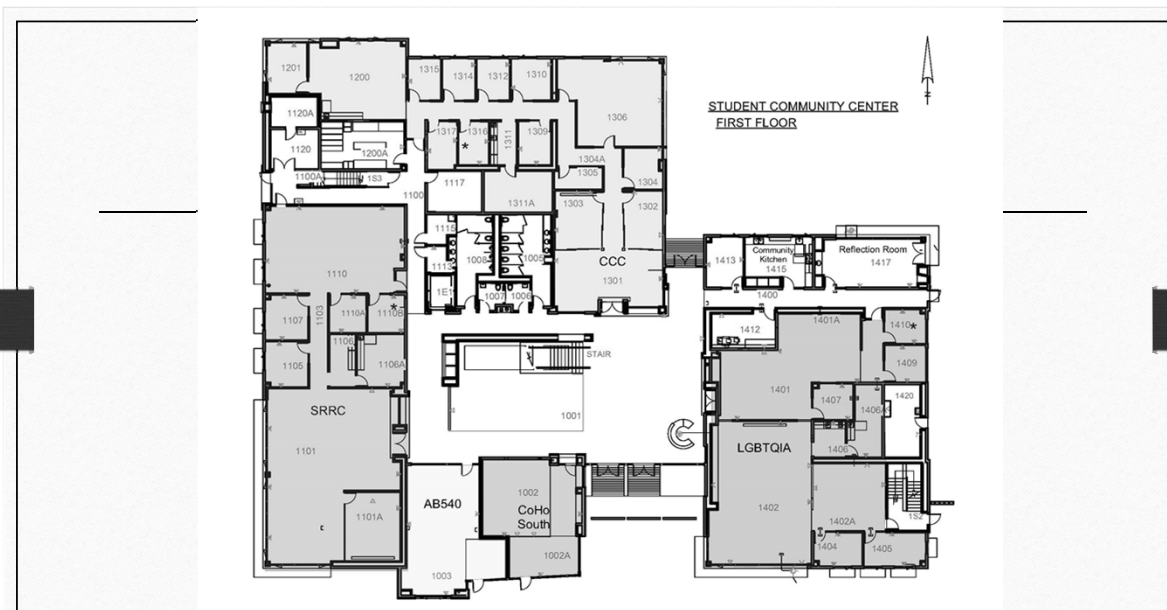 STUDENT COMMUNITY CENTER
FIRST FLOOR
N
1201
1200
1315
1314
1312
1310
1306
1120A
1120
1200A
1317
1316
*
1311
1309
1304A
1305
1304
1100A
1S3
1100
1117
1311A
1303
1302
1110
1115
1113
1008
1005
CCC
1301
1E1
1007
1006
1413
Community
Kitchen
1415
Reflection Room
1417
1400
1107
1103
1110A
*
1110B
1105
1106
1106A
STAIR
1001
1412
1401A
1410*
1409
1401
1407
1406A
1420
1406
SRRC
1101
1101A
AB540
1003
1002
CoHo
South
1002A
LGBTQIA
1402
1402A
1S2
1404
1405